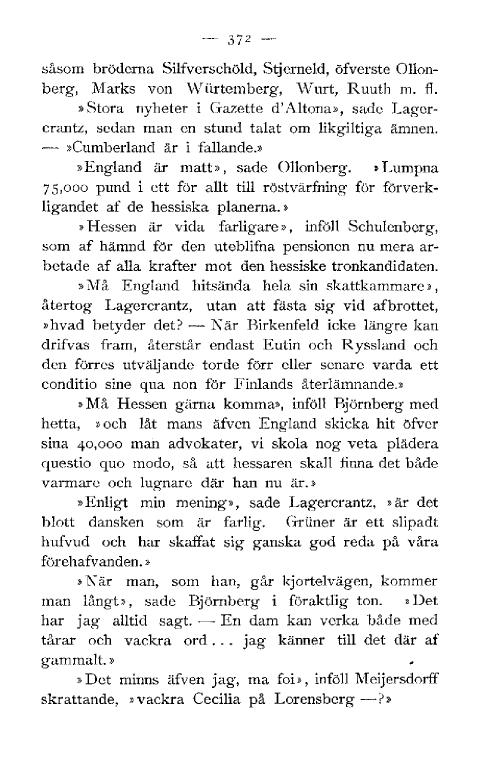 — 372 —
såsom bröderna Silfverschöld, Stjerneld, öfverste Ollon-
berg, Marks von Würtemberg, Wurt, Ruuth m. fl.
»Stora nyheter i Gazette d'Altona», sade Lager-
crantz, sedan man en stund talat om likgiltiga ämnen.
— »Cumberland är i fallande.»
»England är matt», sade Ollonberg. »Lumpna
75,000 pund i ett för allt till röstvärfning för förverk-
ligandet af de hessiska planerna.»
»Hessen är vida farligare», inföll Schulenberg,
som af hämnd för den uteblifna pensionen nu mera ar-
betade af alla krafter mot den hessiske tronkandidaten.
»Må England hitsända hela sin skattkammare»,
återtog Lagercrantz, utan att fästa sig vid afbrottet,
»hvad betyder det? — När Birkenfeld icke längre kan
drifvas fram, återstår endast Eutin och Ryssland och
den förres utväljande torde förr eller senare varda ett
conditio sine qua non för Finlands återlämnande.»
»Må Hessen gärna komma», inföll Björnberg med
hetta, »och låt mans äfven England skicka hit öfver
sina 40,000 man advokater, vi skola nog veta plädera
questio quo modo, så att hessaren skall finna det både
varmare och lugnare där han nu är.»
»Enligt min mening», sade Lagercrantz, »är det
blott dansken som är farlig. Grüner är ett slipadt
hufvud och har skaffat sig ganska god reda på våra
förehafvanden.»
»När man, som han, går kjortelvägen, kommer
man långt», sade Björnberg i föraktlig ton. »Det
har jag alltid sagt. — En dam kan verka både med
tårar och vackra ord... jag känner till det där af
gammalt.»
»Det minns äfven jag, ma foi», inföll Meijersdorff
skrattande, »vackra Cecilia på Lorensberg —?»